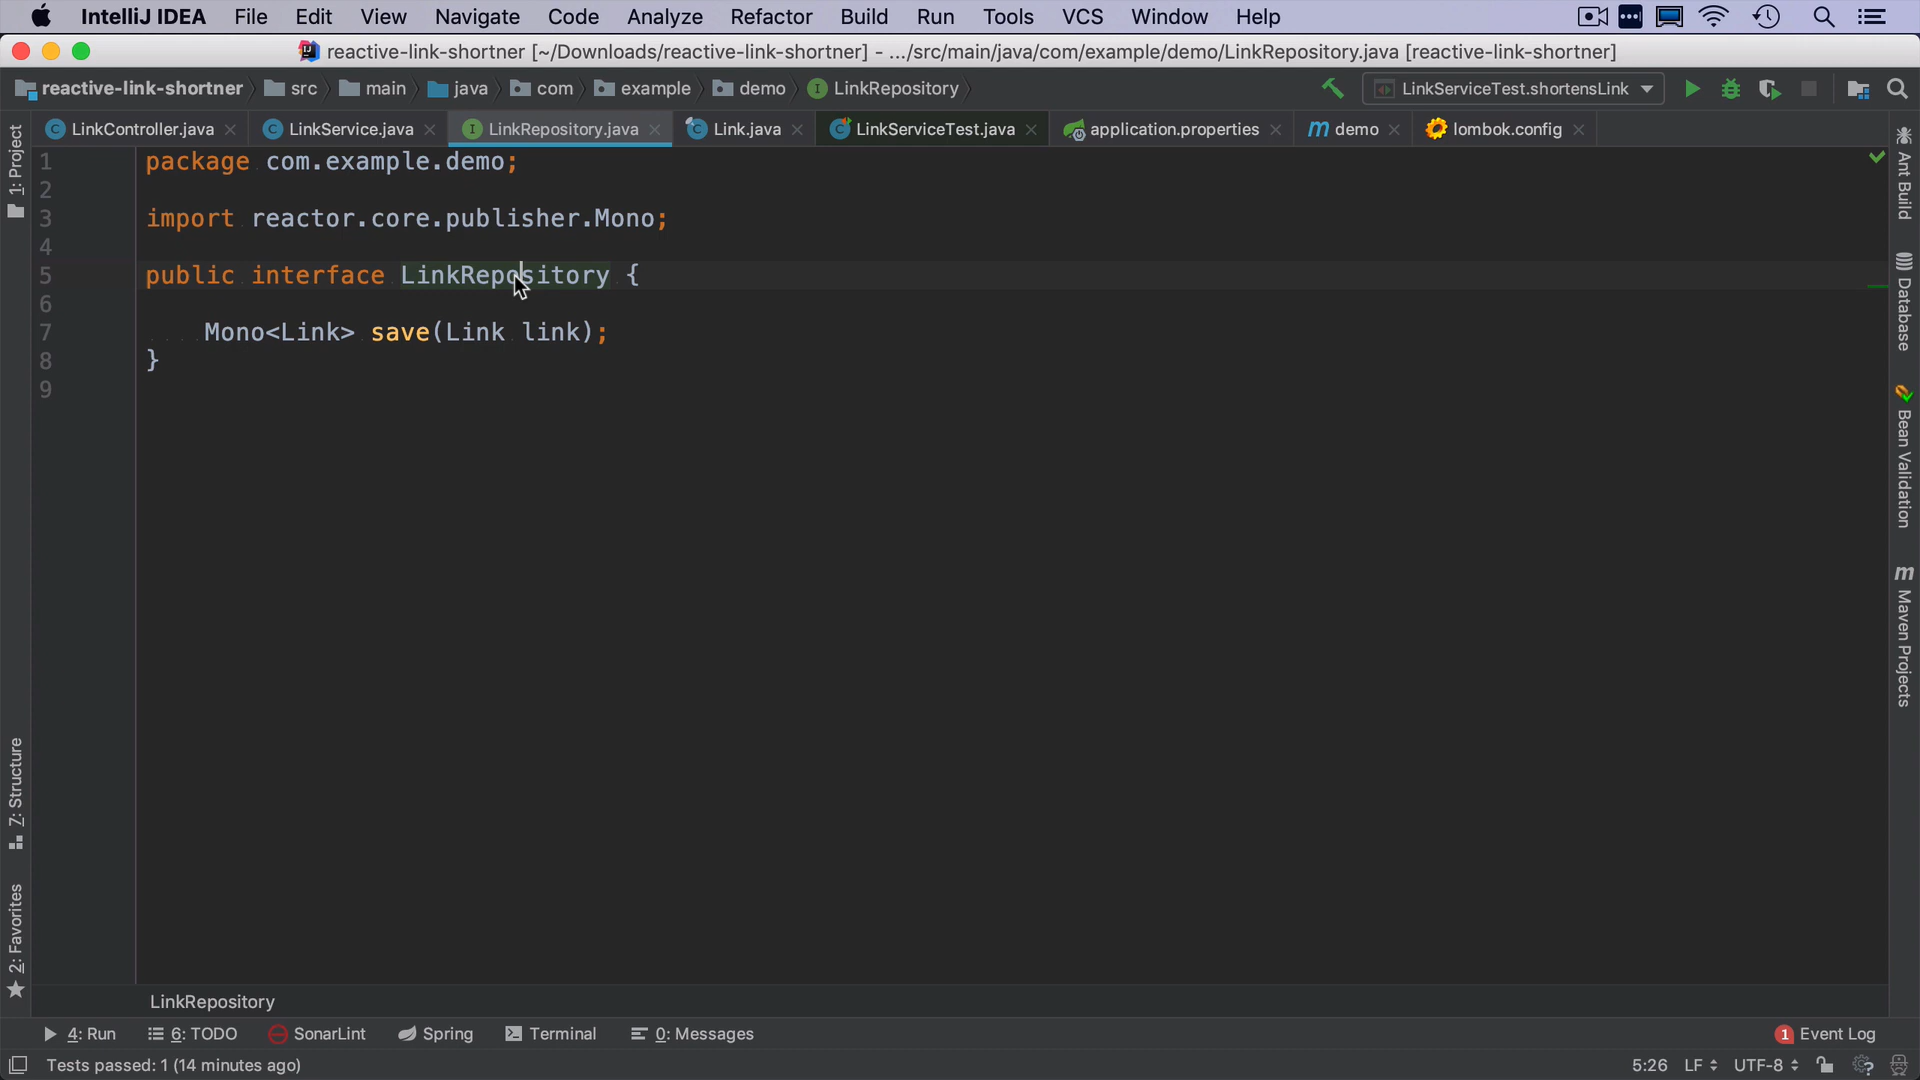 IntelliJ IDEA File Edit View Navigate Code Analyze Refactor Build Run Tools VCS Window Help
reactive-link-shortner [~/Downloads/reactive-link-shortner] - .../src/main/java/com/example/demo/LinkRepository.java [reactive-link-shortner]
reactive-link-shortner src main java com example demo LinkRepository LinkServiceTest.shortensLink
LinkController.java LinkService.java LinkRepository.java Link.java LinkServiceTest.java application.properties demo lombok.config
1 package com.example.demo;
2
3 import reactor.core.publisher.Mono;
4
5 public interface LinkRepository {
6
7 Mono<Link> save(Link link);
8 }
9
1: Project
Z: Structure
2: Favorites
Ant Build
Database
Bean Validation
Maven Projects
LinkRepository
4: Run 6: TODO SonarLint Spring Terminal 0: Messages 1 Event Log
Tests passed: 1 (14 minutes ago) 5:26 LF UTF-8